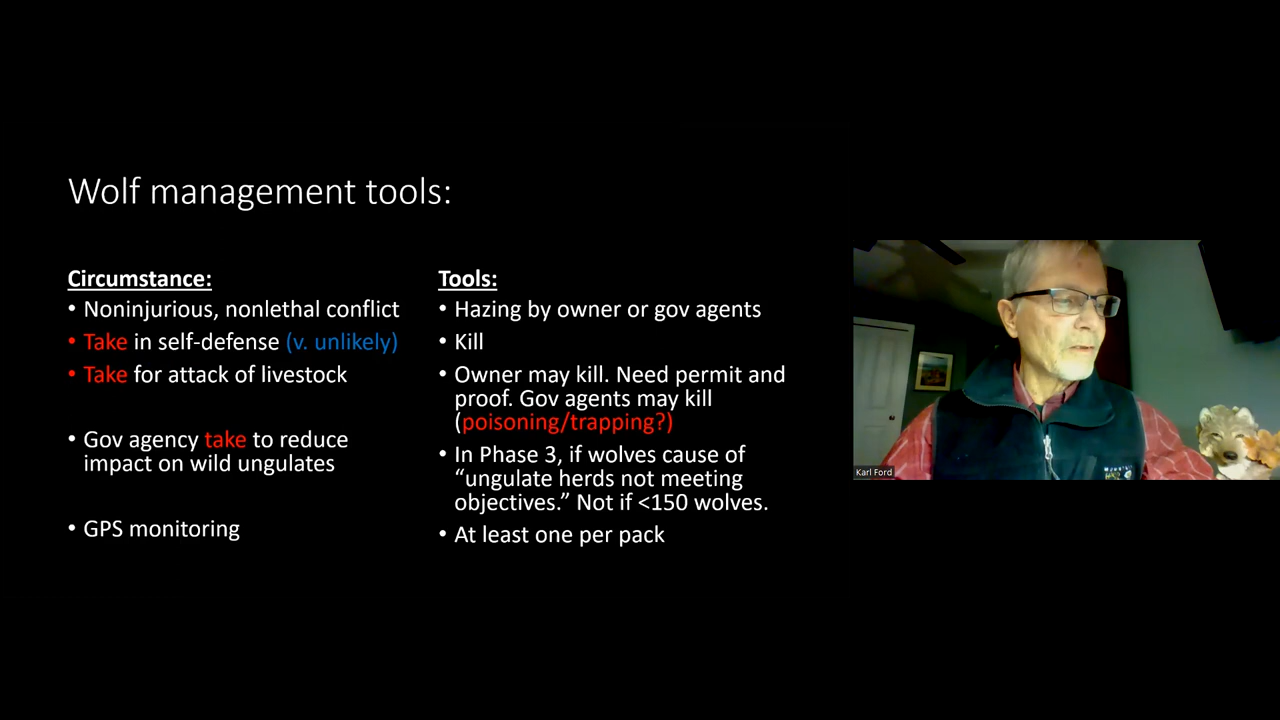 Wolf management tools:
Circumstance:
• Noninjurious, nonlethal conflict
• Take in self-defense (v. unlikely)
• Take for attack of livestock
• Gov agency take to reduce
impact on wild ungulates
• GPS monitoring
Tools:
• Hazing by owner or gov agents
• Kill
• Owner may kill. Need permit and
proof. Gov agents may kill
(poisoning/trapping?)
• In Phase 3, if wolves cause of
“ungulate herds not meeting
objectives.” Not if <150 wolves.
• At least one per pack
Karl Ford